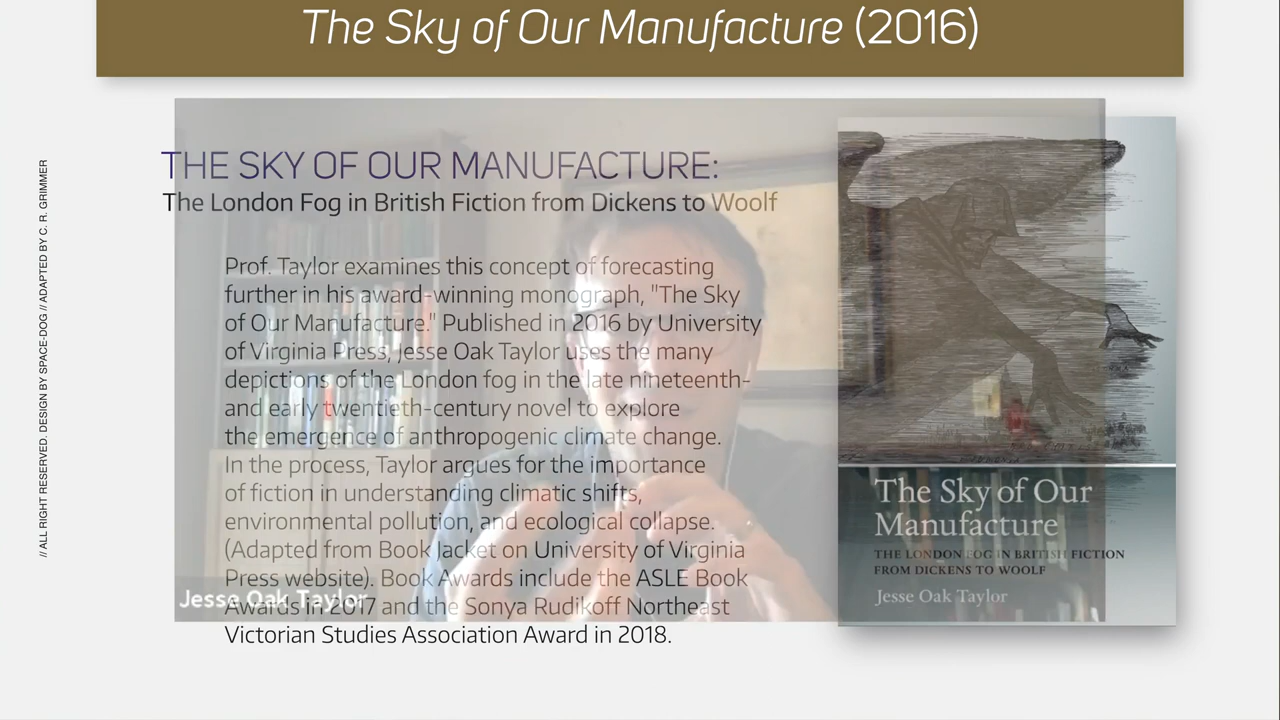 The Sky of Our Manufacture (2016)
// ALL RIGHT RESERVED. DESIGN BY SPACE-DOG // ADAPTED BY C. R. GRIMMER
THE SKY OF OUR MANUFACTURE:
The London Fog in British Fiction from Dickens to Woolf
Prof. Taylor examines this concept of forecasting
further in his award-winning monograph, "The Sky
of Our Manufacture." Published in 2016 by University
of Virginia Press, Jesse Oak Taylor uses the many
depictions of the London fog in the late nineteenth-
and early twentieth-century novel to explore
the emergence of anthropogenic climate change.
In the process, Taylor argues for the importance
of fiction in understanding climatic shifts,
environmental pollution, and ecological collapse.
(Adapted from Book Jacket on University of Virginia
Press website). Book Awards include the ASLE Book
Awards in 2017 and the Sonya Rudikoff Northeast
Victorian Studies Association Award in 2018.
Jesse Oak Taylor
The Sky of Our
Manufacture
THE LONDON FOG IN BRITISH FICTION
FROM DICKENS TO WOOLF
Jesse Oak Taylor